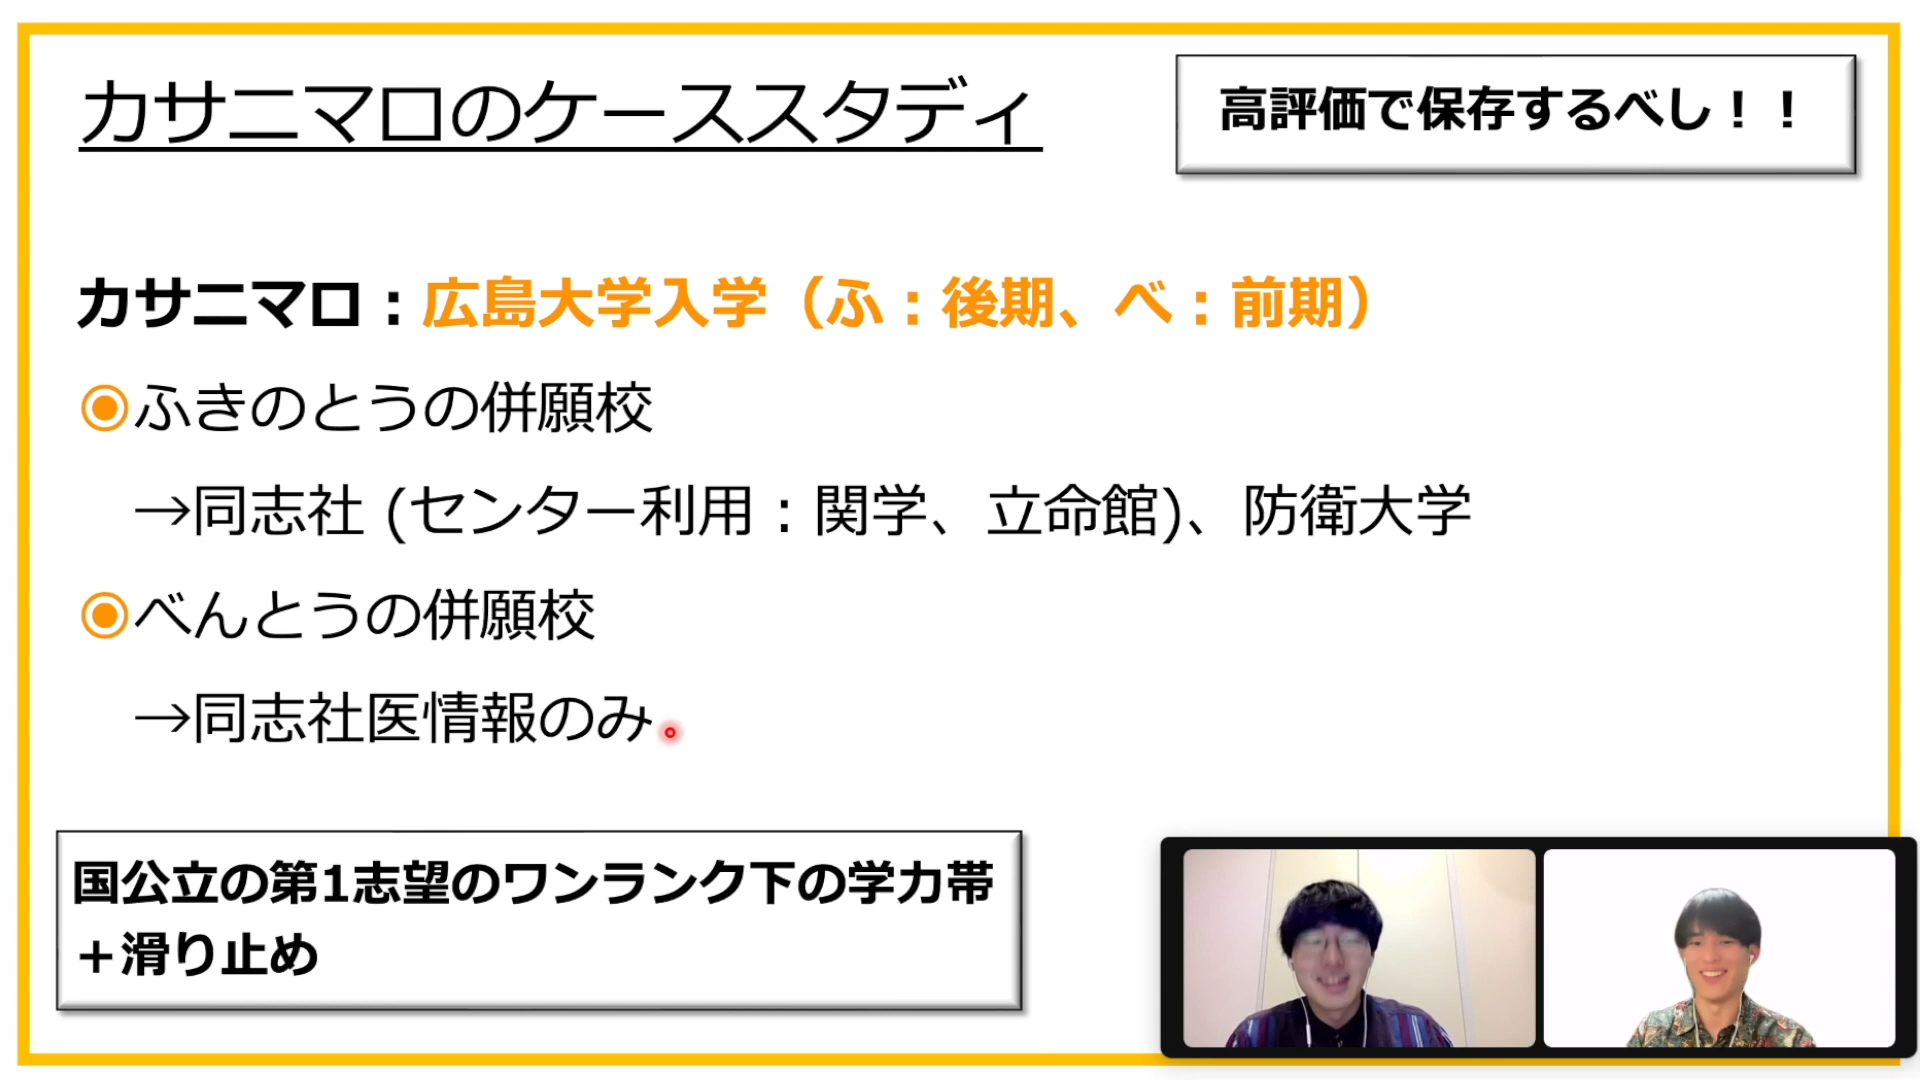 カサニマロのケーススタディ
高評価で保存するべし！！
カサニマロ：広島大学入学（ふ：後期、べ：前期）
◉ふきのとうの併願校
→同志社 (センター利用：関学、立命館)、防衛大学
◉べんとうの併願校
→同志社医情報のみ。
国公立の第1志望のワンランク下の学力帯
＋滑り止め